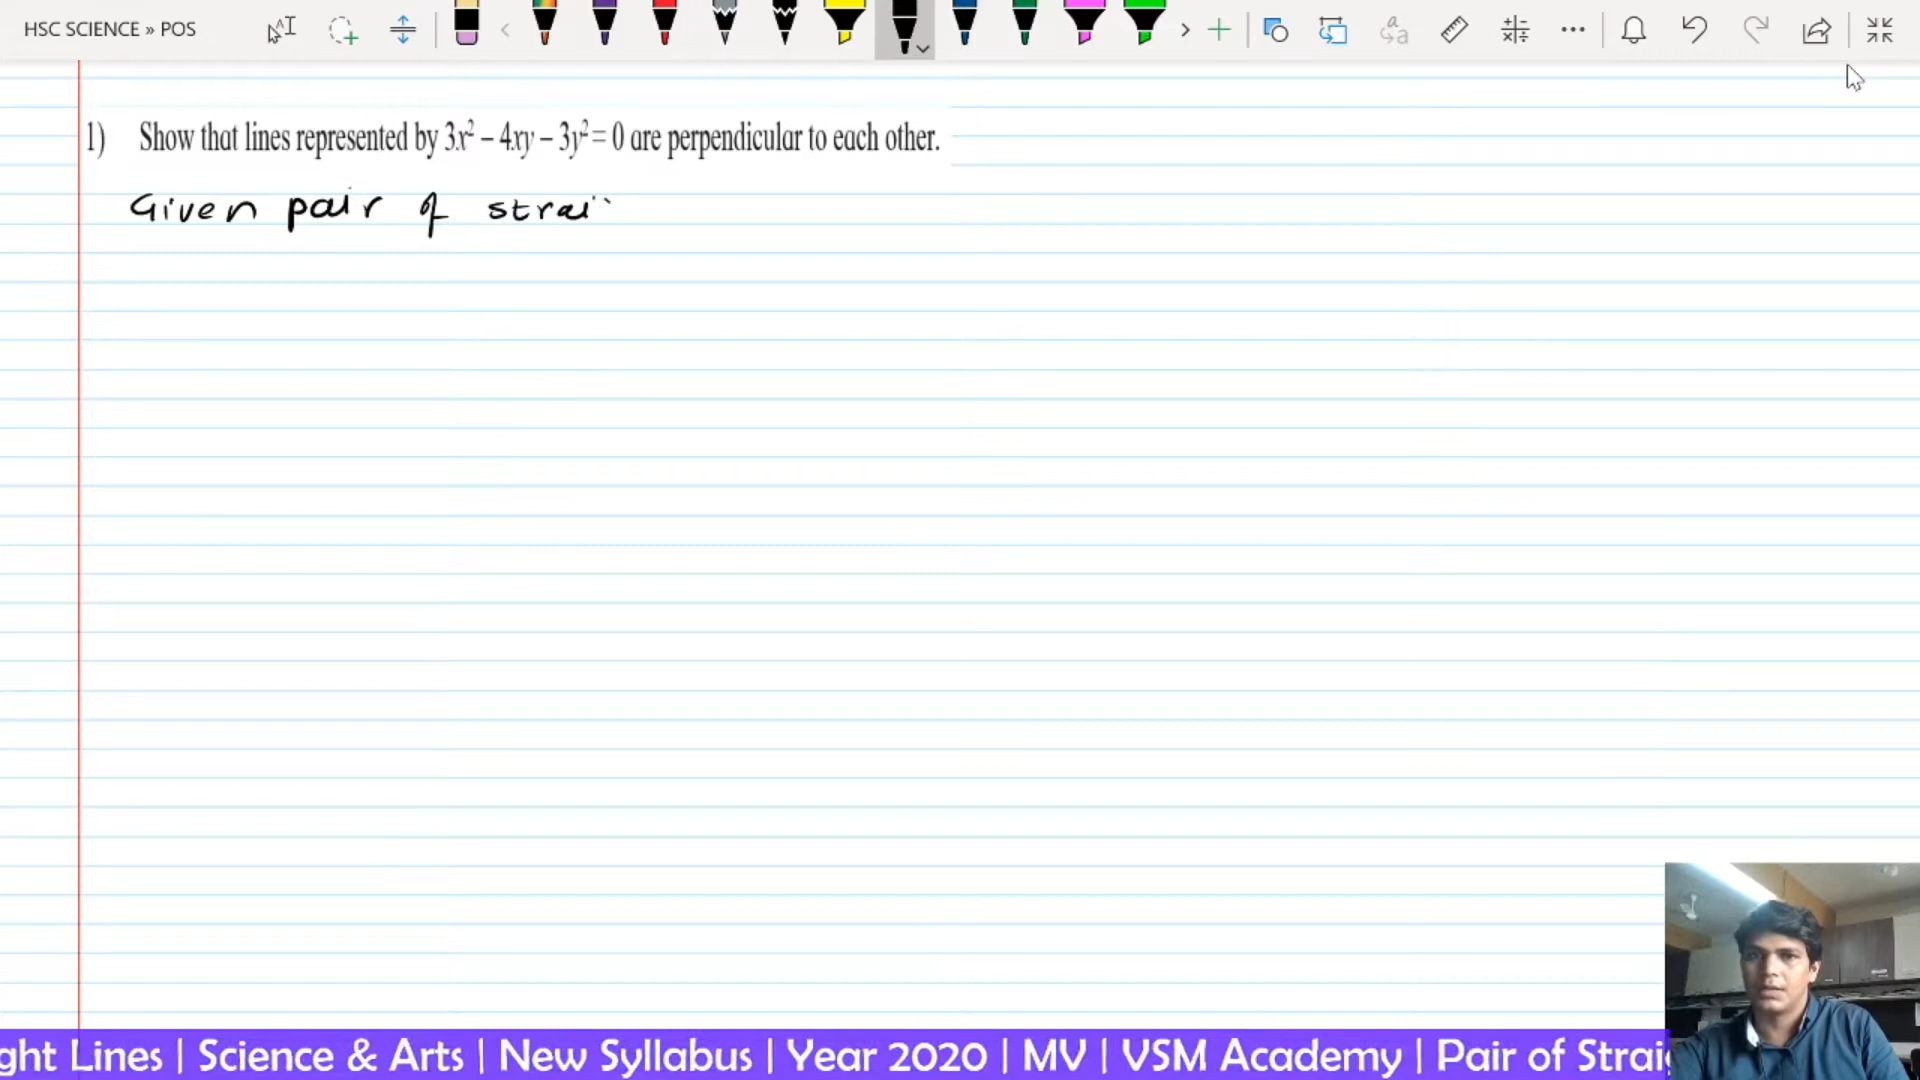 HSC SCIENCE » POS
1) Show that lines represented by 3x² – 4xy – 3y² = 0 are perpendicular to each other.
Given pair of strai
ght Lines | Science & Arts | New Syllabus | Year 2020 | MV | VSM Academy | Pair of Strai